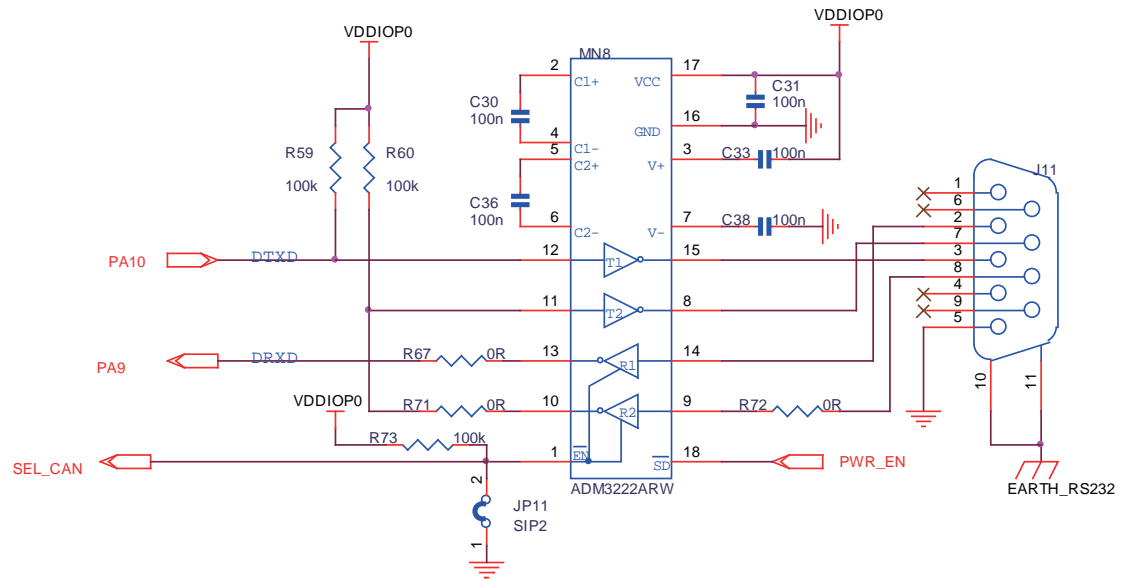 VDDIOP0
VDDIOP0
MN8
2
C1+
VCC
17
C30
100n
C31
100n
4
C1-
GND
16
5
C2+
V+
3
C33
100n
R59
100k
R60
100k
C36
100n
6
C2-
V-
7
C38
100n
J11
1
6
2
7
3
8
4
9
5
10
11
PA10
DTXD
12
T1
15
11
T2
8
PA9
DRXD
R67
0R
13
R1
14
R71
0R
10
R2
9
R72
0R
VDDIOP0
R73
100k
SEL_CAN
1
EN
SD
18
PWR_EN
ADM3222ARW
2
JP11
SIP2
1
EARTH_RS232